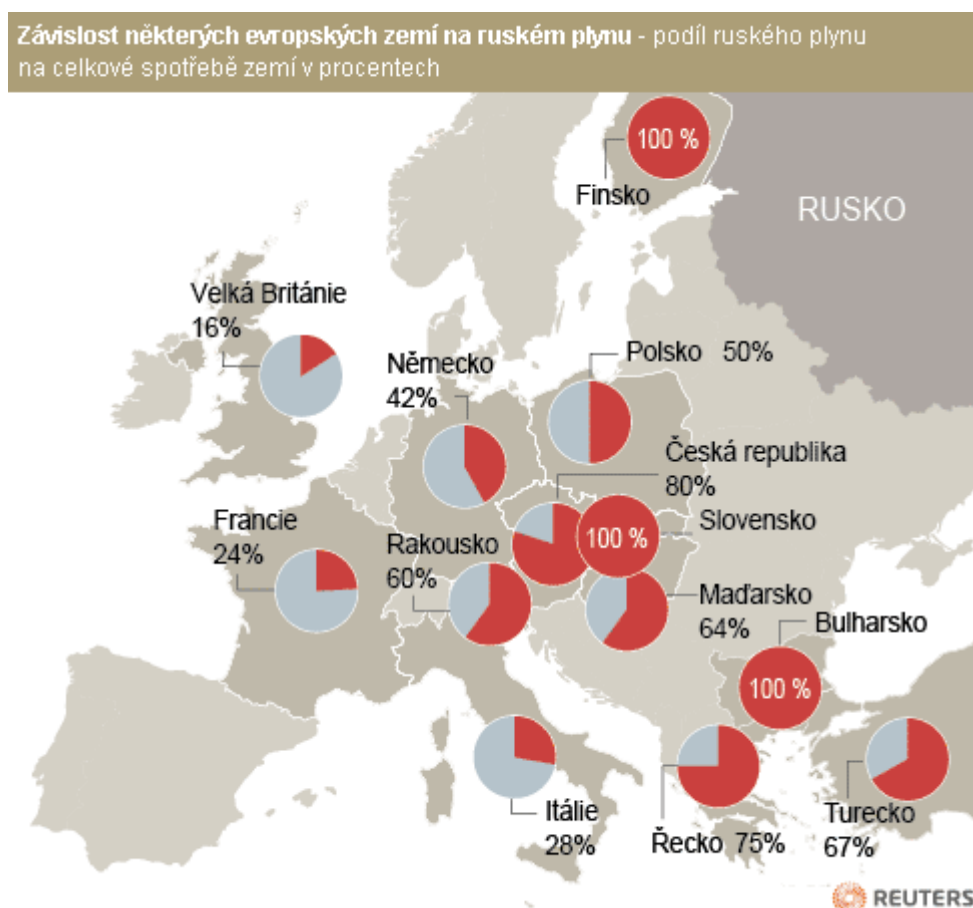 Závislost některých evropských zemí na ruském plynu - podíl ruského plynu
na celkové spotřebě zemí v procentech
100 %
Finsko
RUSKO
Velká Británie
16%
Německo
42%
Polsko 50%
Česká republika
80%
Francie
24%
Rakousko
60%
100 %
Slovensko
Maďarsko
64%
Bulharsko
100 %
Itálie
28%
Řecko 75%
Turecko
67%
REUTERS